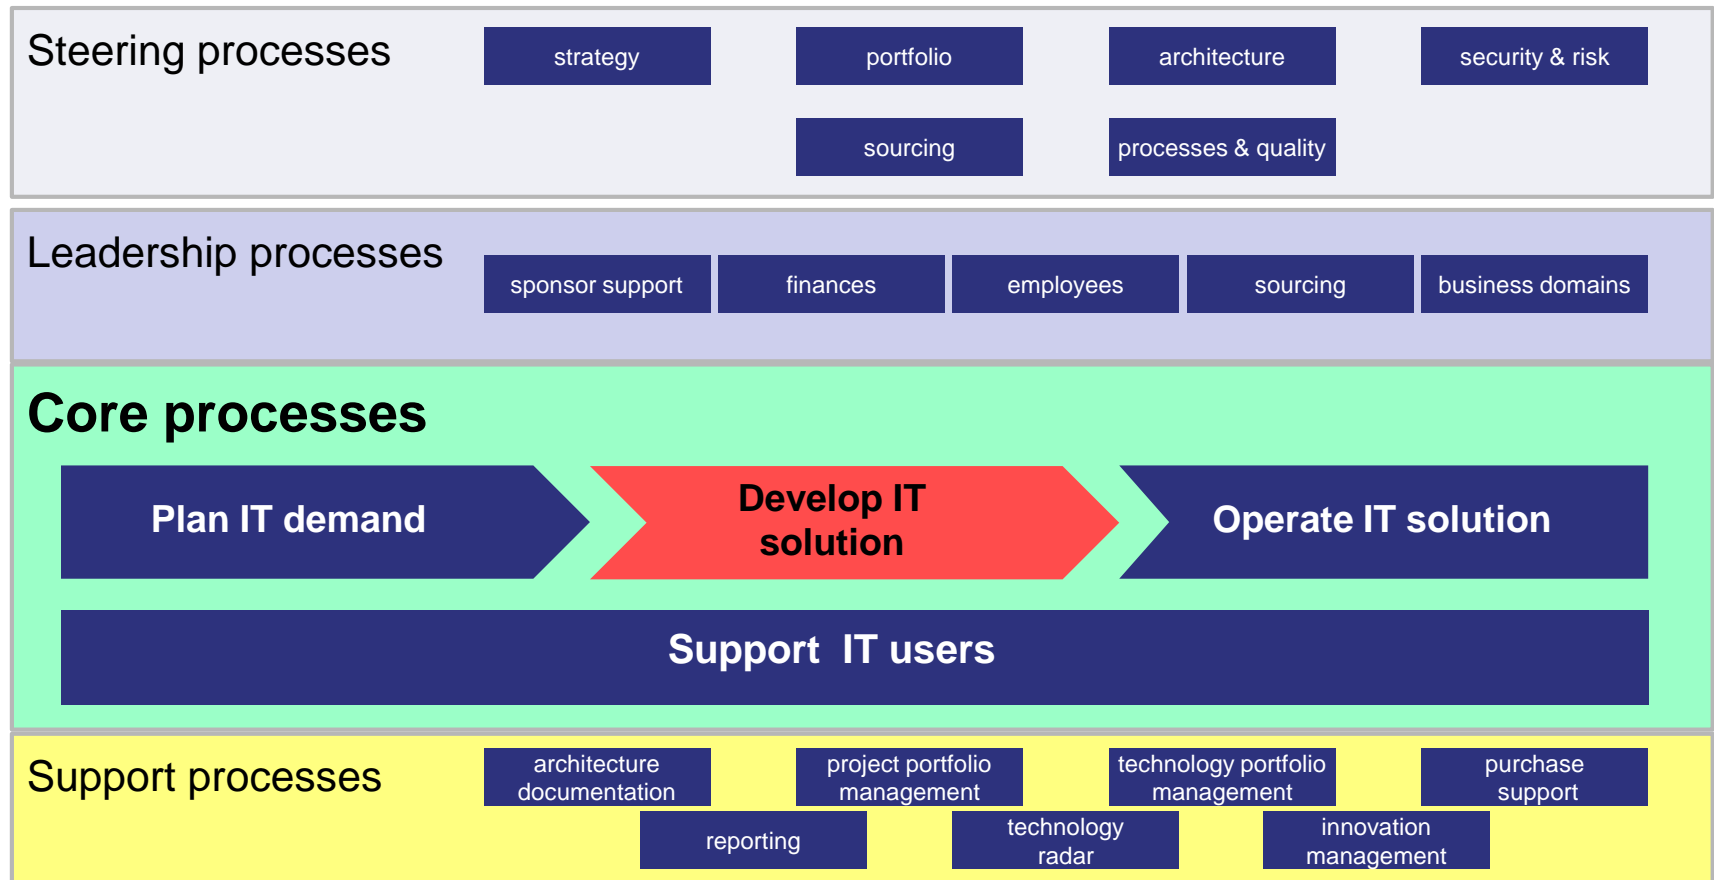 Steering processes
strategy
portfolio
architecture
security & risk
sourcing
processes & quality
Leadership processes
sponsor support
finances
employees
sourcing
business domains
Core processes
Plan IT demand
Develop IT
solution
Operate IT solution
Support  IT users
Support processes
architecture
documentation
project portfolio
management
technology portfolio
management
purchase
support
reporting
technology
radar
innovation
management